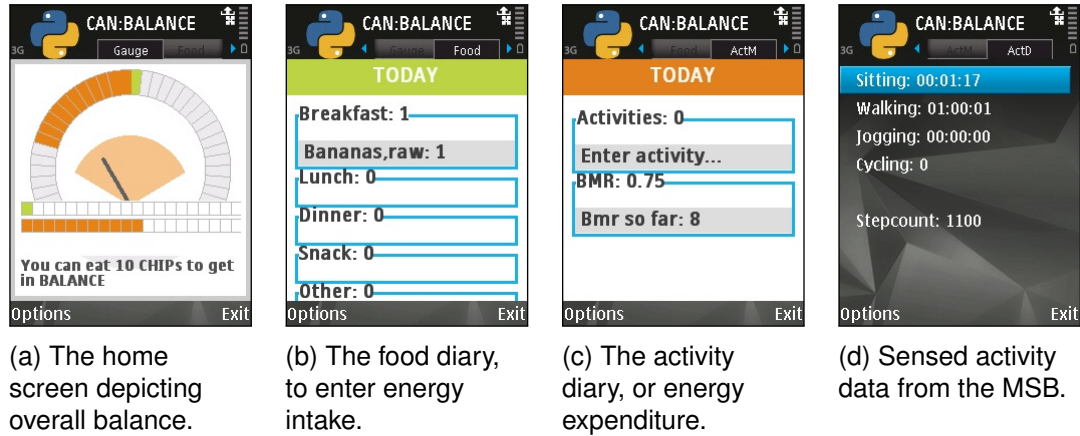 CAN:BALANCE
3G
Gauge
Food
You can eat 10 CHIPs to get
in BALANCE
Options Exit
(a) The home
screen depicting
overall balance.
CAN:BALANCE
3G
Gauge
Food
TODAY
Breakfast: 1
Bananas,raw: 1
Lunch: 0
Dinner: 0
Snack: 0
Other: 0
Options Exit
(b) The food diary,
to enter energy
intake.
CAN:BALANCE
3G
Food
ActM
TODAY
Activities: 0
Enter activity...
BMR: 0.75
Bmr so far: 8
Options Exit
(c) The activity
diary, or energy
expenditure.
CAN:BALANCE
3G
ActM
ActD
Sitting: 00:01:17
Walking: 01:00:01
Jogging: 00:00:00
Cycling: 0
Stepcount: 1100
Options Exit
(d) Sensed activity
data from the MSB.